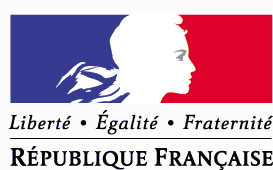 Liberté • Égalité • Fraternité
RÉPUBLIQUE FRANÇAISE